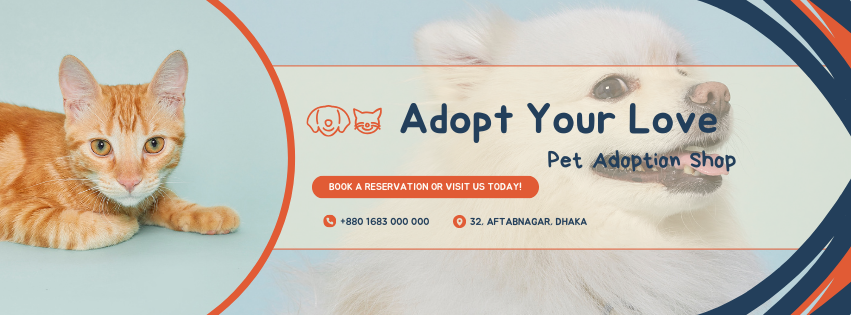 Adopt Your Love
Pet Adoption Shop
BOOK A RESERVATION OR VISIT US TODAY!
+880 1683 000 000
32, AFTABNAGAR, DHAKA